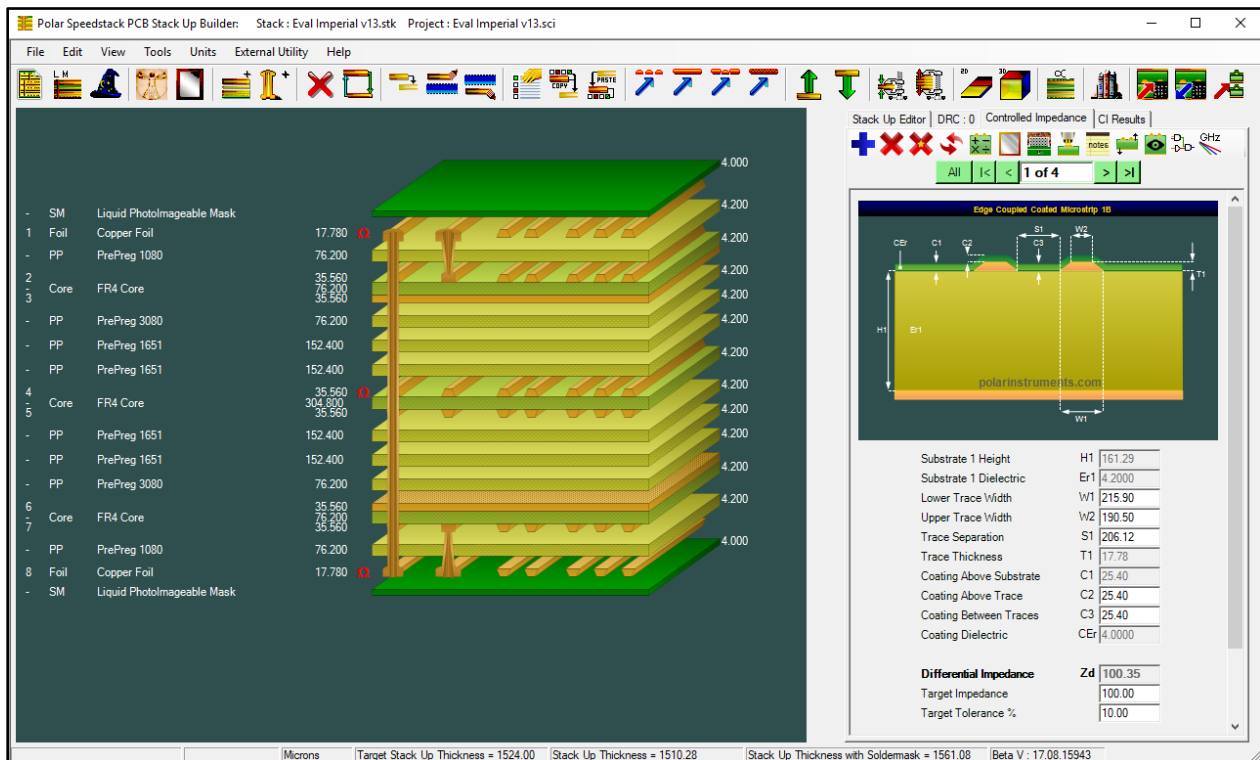 Polar Speedstack PCB Stack Up Builder: Stack : Eval Imperial v13.stk Project : Eval Imperial v13.sci
File Edit View Tools Units External Utility Help
L M
COPY
PASTE
2D
3D
Stack Up Editor DRC : 0 Controlled Impedance CI Results
notes
GHz
All |< < 1 of 4 > >|
Edge Coupled Coated Microstrip 1B
S1 W2
CEr C1 C2 C3
T1
H1 Er1
polarinstruments.com
W1
4.000
- SM Liquid PhotoImageable Mask 4.200
1 Foil Copper Foil 17.780 Ω 4.200
- PP PrePreg 1080 76.200 4.200
2 35.560
- Core FR4 Core 76.200 4.200
3 35.560
- PP PrePreg 3080 76.200 4.200
- PP PrePreg 1651 152.400 4.200
- PP PrePreg 1651 152.400 4.200
4 35.560 Ω
- Core FR4 Core 304.800 4.200
5 35.560 4.200
- PP PrePreg 1651 152.400 4.200
- PP PrePreg 1651 152.400 4.200
- PP PrePreg 3080 76.200
6 35.560 4.200
- Core FR4 Core 76.200
7 35.560
- PP PrePreg 1080 76.200 4.000
8 Foil Copper Foil 17.780 Ω
- SM Liquid PhotoImageable Mask
Substrate 1 Height H1 161.29
Substrate 1 Dielectric Er1 4.2000
Lower Trace Width W1 215.90
Upper Trace Width W2 190.50
Trace Separation S1 206.12
Trace Thickness T1 17.78
Coating Above Substrate C1 25.40
Coating Above Trace C2 25.40
Coating Between Traces C3 25.40
Coating Dielectric CEr 4.0000
Differential Impedance Zd 100.35
Target Impedance 100.00
Target Tolerance % 10.00
Microns Target Stack Up Thickness = 1524.00 Stack Up Thickness = 1510.28 Stack Up Thickness with Soldermask = 1561.08 Beta V : 17.08.15943